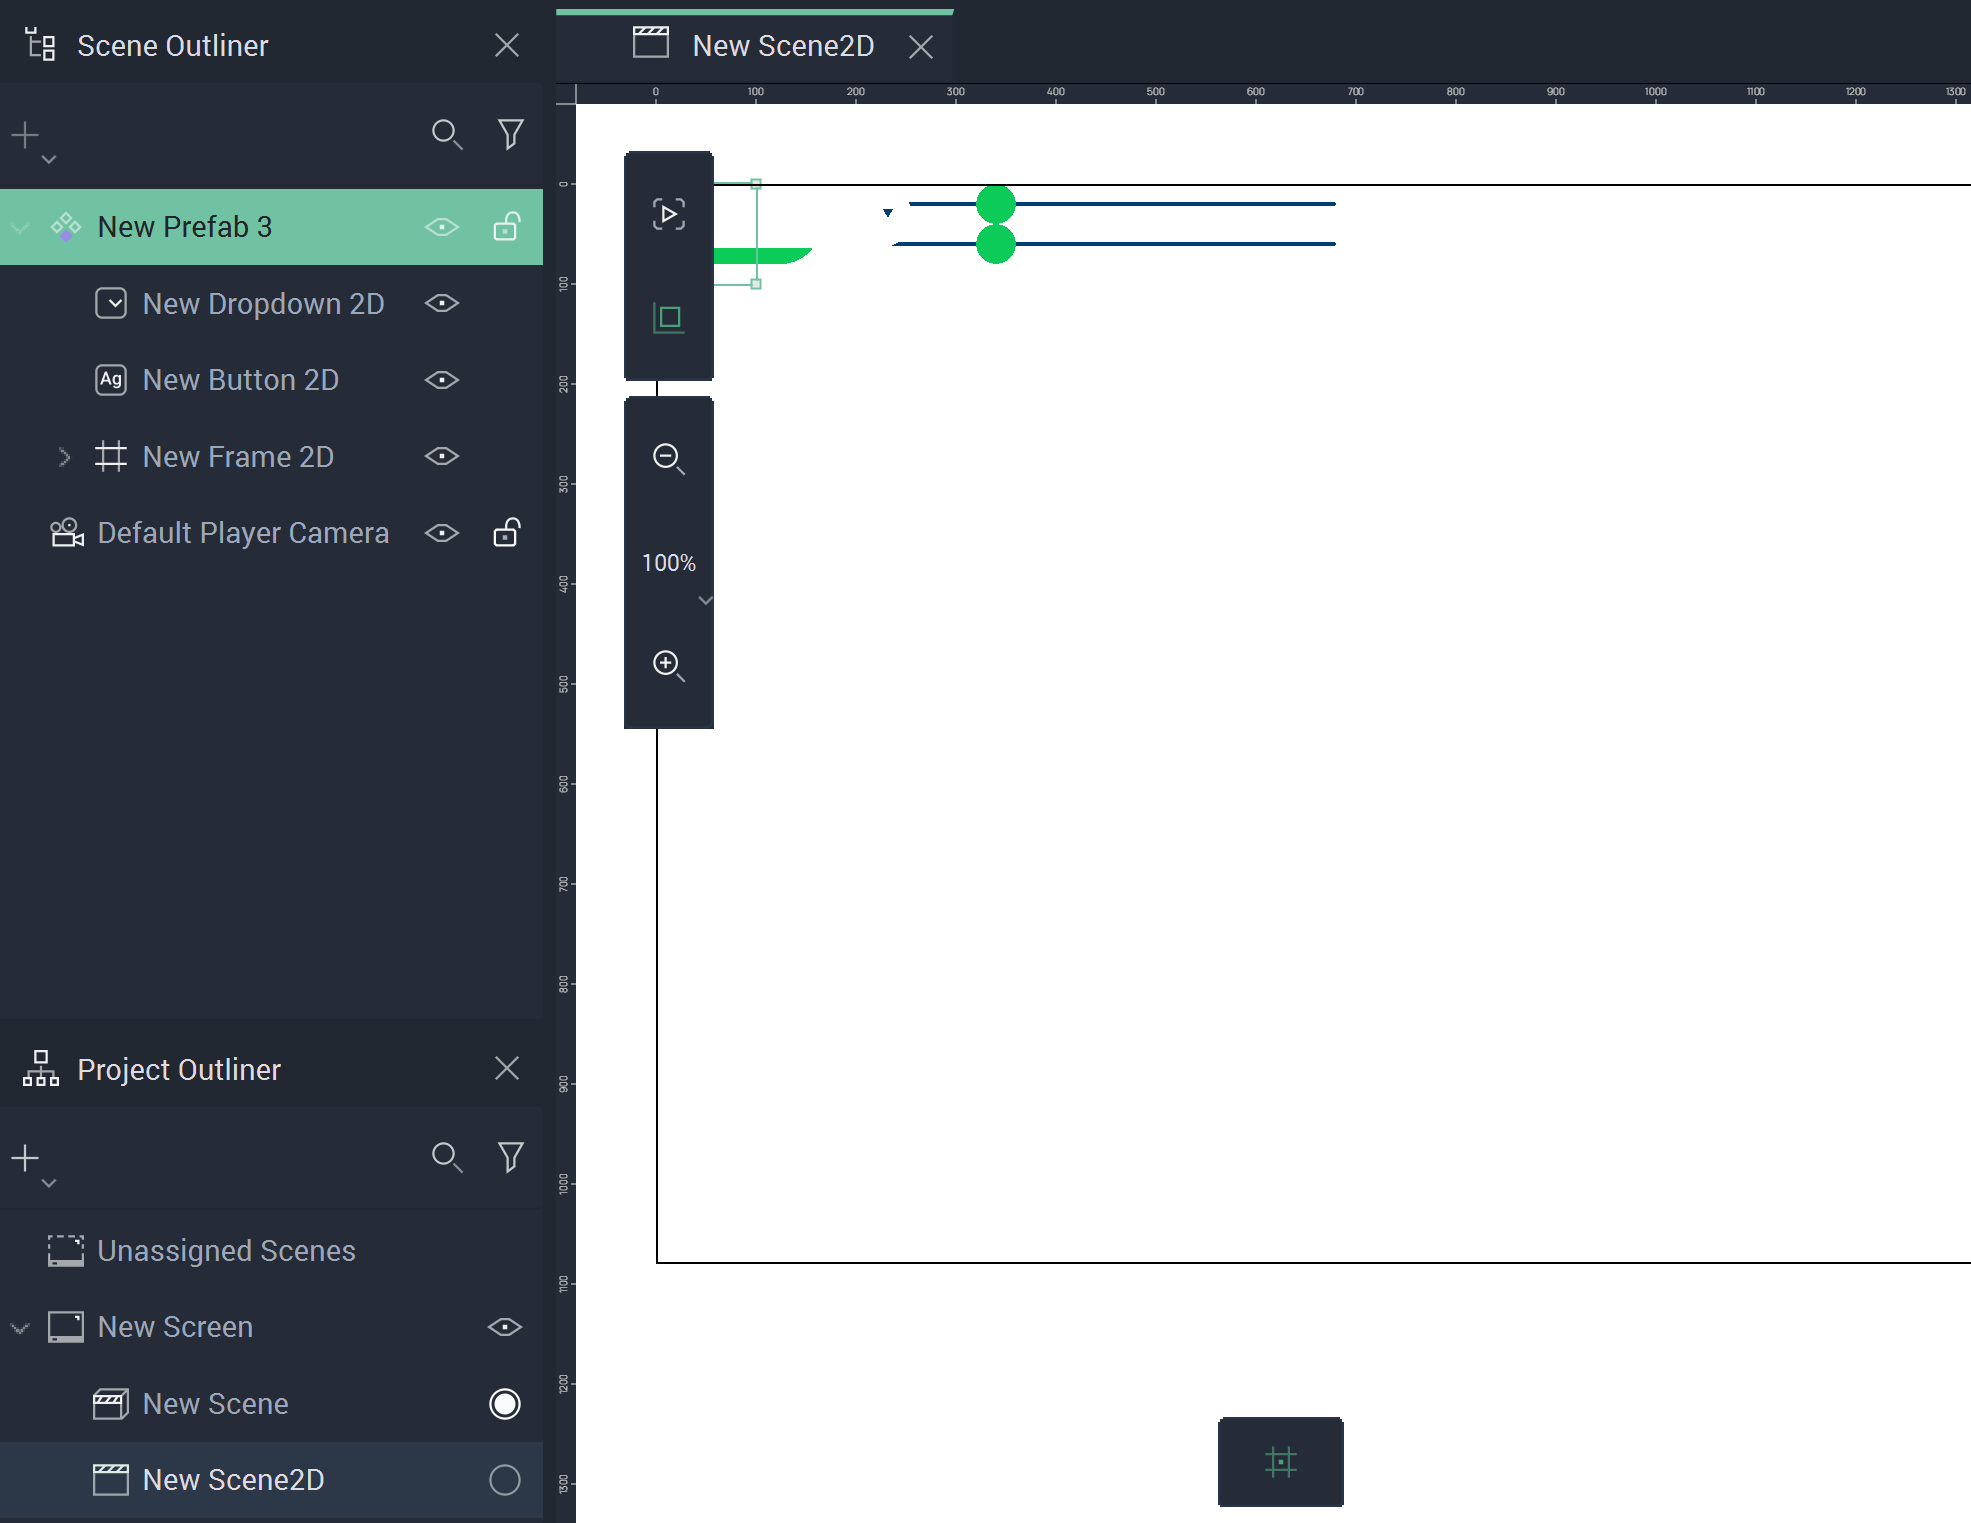 Scene Outliner
New Scene2D
0 100 200 300 400 500 600 700 800 900 1000 1100 1200 1300
New Prefab 3
New Dropdown 2D
Ag New Button 2D
New Frame 2D
Default Player Camera
100%
0
100
200
300
400
500
600
700
800
900
1000
1100
1200
1300
Project Outliner
Unassigned Scenes
New Screen
New Scene
New Scene2D